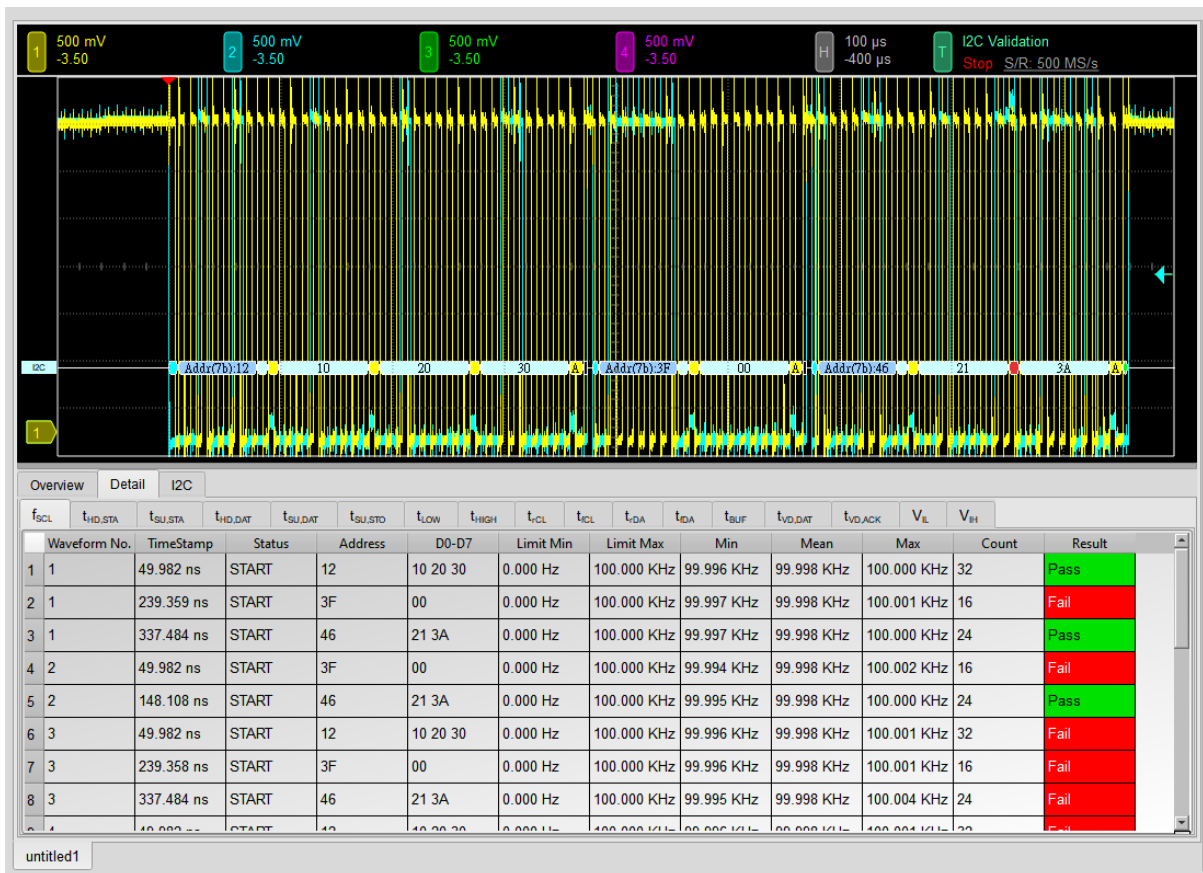 1 500 mV -3.50 2 500 mV -3.50 3 500 mV -3.50 4 500 mV -3.50 H 100 µs -400 µs T I2C Validation Stop S/R: 500 MS/s
I2C Addr(7b):12 10 20 30 A Addr(7b):3F 00 A Addr(7b):46 21 3A A
1
Overview Detail I2C
fSCL tHD,STA tSU,STA tHD,DAT tSU,DAT tSU,STO tLOW tHIGH trCL tfCL trDA tfDA tBUF tVD,DAT tVD,ACK VIL VIH
Waveform No. TimeStamp Status Address D0-D7 Limit Min Limit Max Min Mean Max Count Result
1 1 49.982 ns START 12 10 20 30 0.000 Hz 100.000 KHz 99.996 KHz 99.998 KHz 100.000 KHz 32 Pass
2 1 239.359 ns START 3F 00 0.000 Hz 100.000 KHz 99.997 KHz 99.998 KHz 100.001 KHz 16 Fail
3 1 337.484 ns START 46 21 3A 0.000 Hz 100.000 KHz 99.997 KHz 99.998 KHz 100.000 KHz 24 Pass
4 2 49.982 ns START 3F 00 0.000 Hz 100.000 KHz 99.994 KHz 99.998 KHz 100.002 KHz 16 Fail
5 2 148.108 ns START 46 21 3A 0.000 Hz 100.000 KHz 99.995 KHz 99.998 KHz 100.000 KHz 24 Pass
6 3 49.982 ns START 12 10 20 30 0.000 Hz 100.000 KHz 99.996 KHz 99.998 KHz 100.001 KHz 32 Fail
7 3 239.358 ns START 3F 00 0.000 Hz 100.000 KHz 99.996 KHz 99.998 KHz 100.001 KHz 16 Fail
8 3 337.484 ns START 46 21 3A 0.000 Hz 100.000 KHz 99.995 KHz 99.998 KHz 100.004 KHz 24 Fail
untitled1